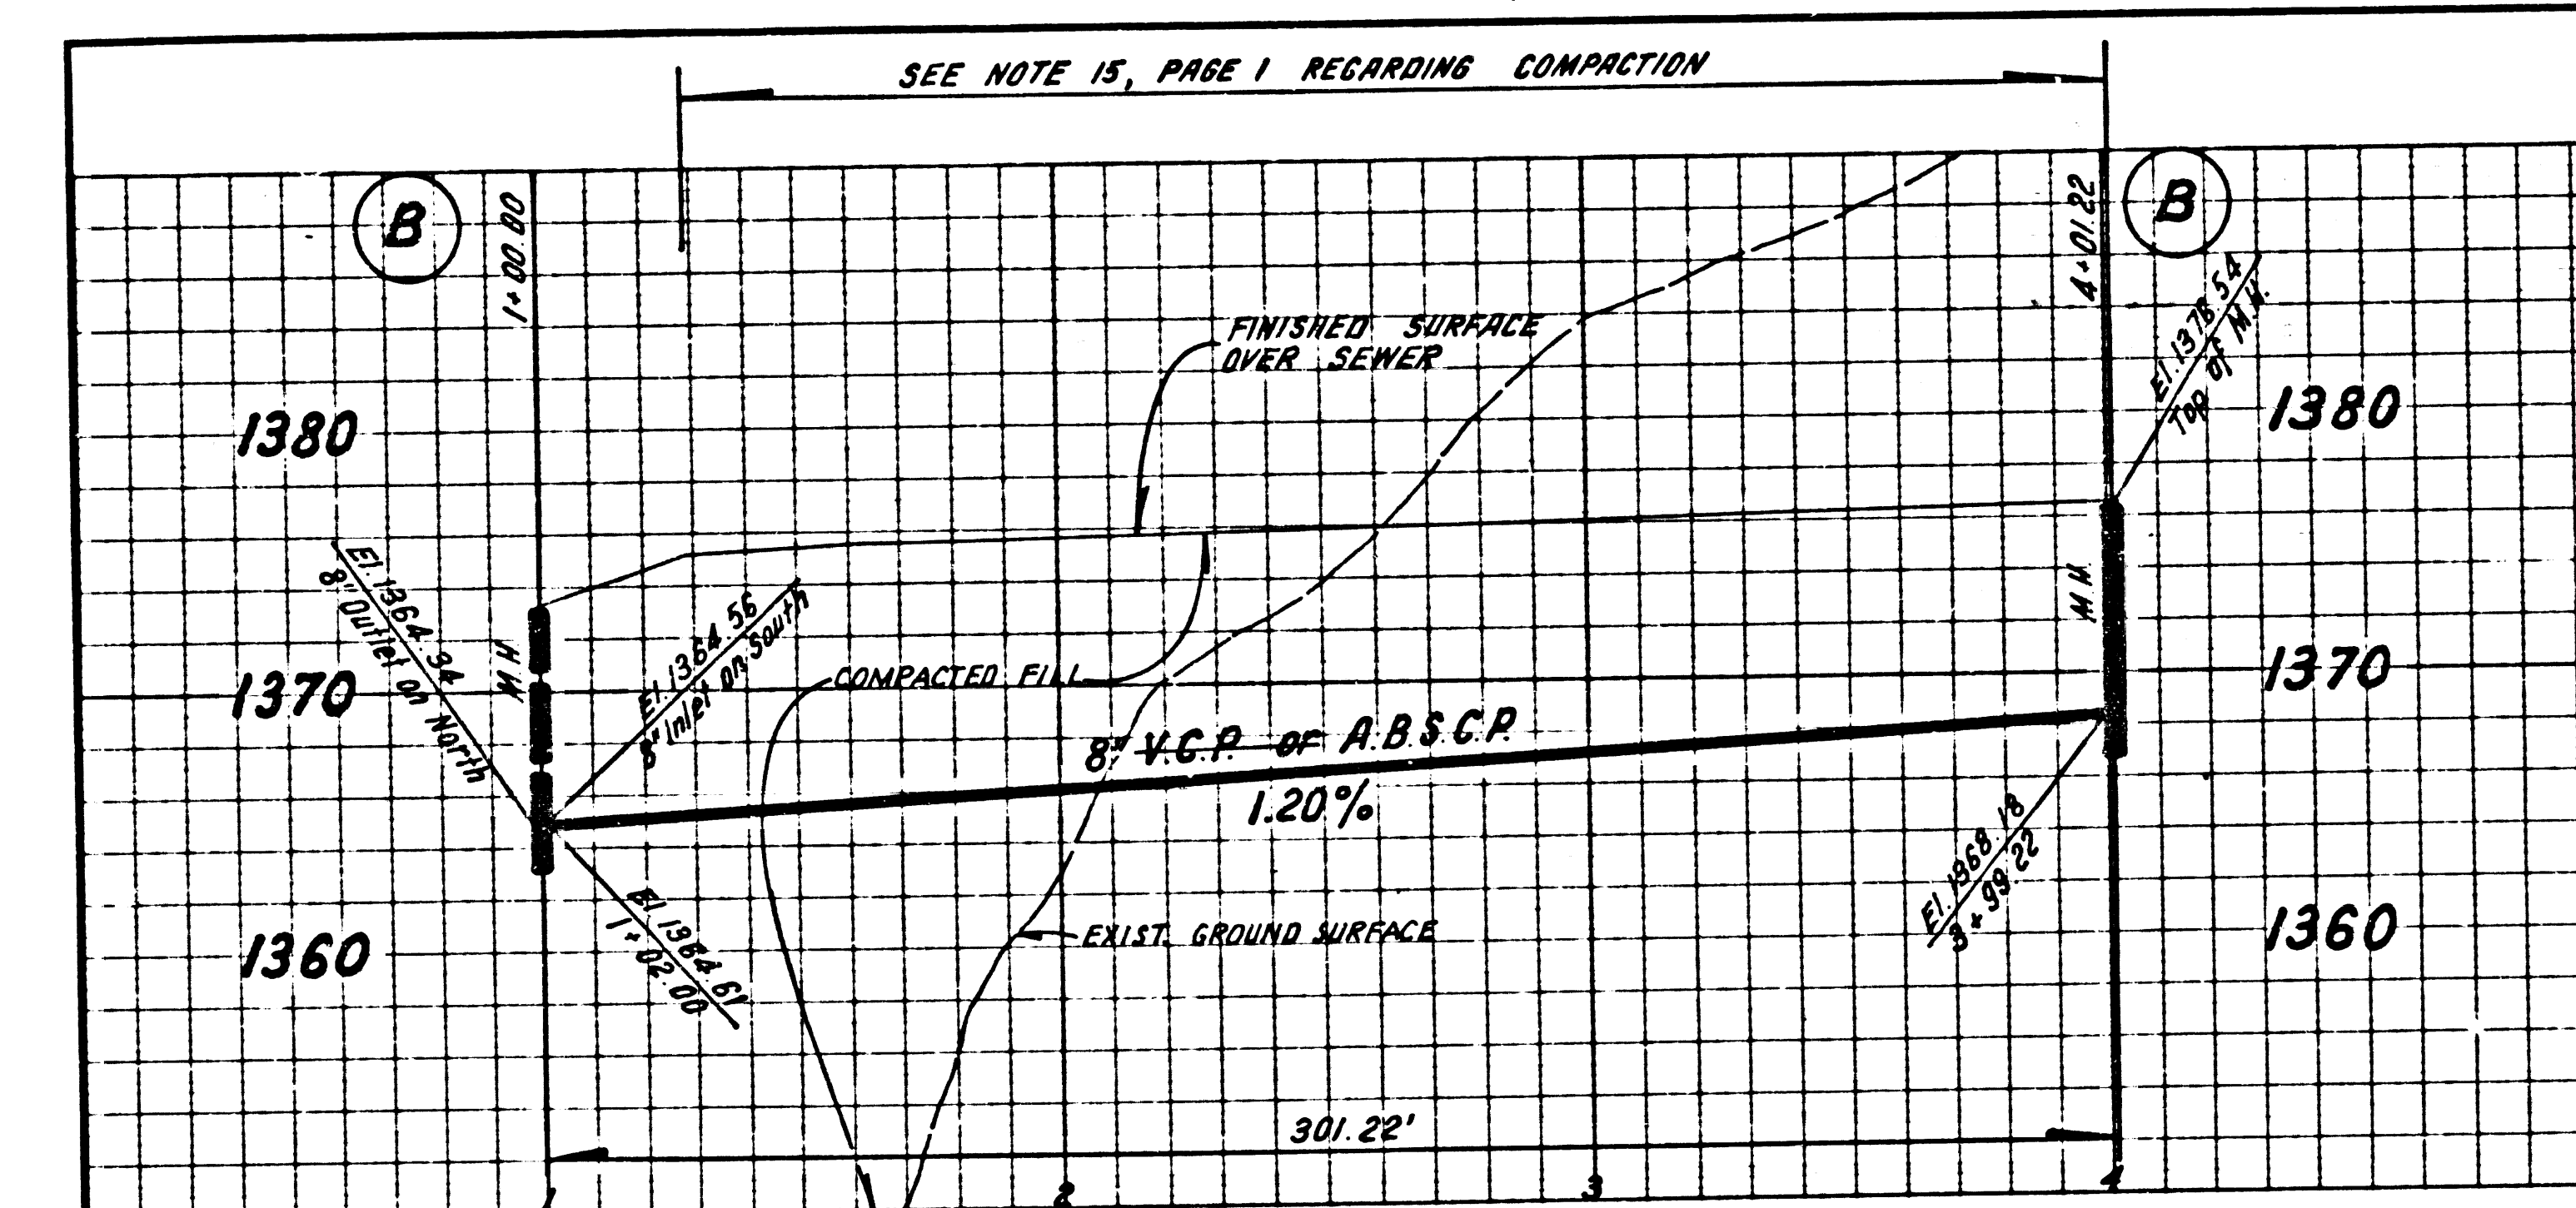 SEE NOTE 15, PAGE 1 REGARDING COMPACTION
B
1+00.00
4+01.22
B
FINISHED SURFACE
OVER SEWER
El. 1376.54
Top of M.H.
1380
1380
El. 1364.34
8" Outlet on North
M H
El. 1364.56
8" Inlet on South
M.H.
1370
COMPACTED FILL
1370
8" V.C.P. OF A.B.S.C.P.
1.20%
El. 1364.61
1+02.00
El. 1368.18
3+99.22
1360
EXIST. GROUND SURFACE
1360
301.22'
1
2
3
4